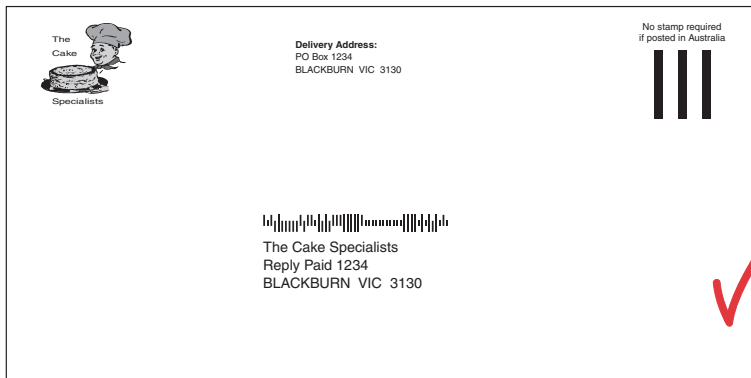 The
Cake
Specialists
Delivery Address:
PO Box 1234
BLACKBURN VIC 3130
No stamp required
if posted in Australia
The Cake Specialists
Reply Paid 1234
BLACKBURN VIC 3130